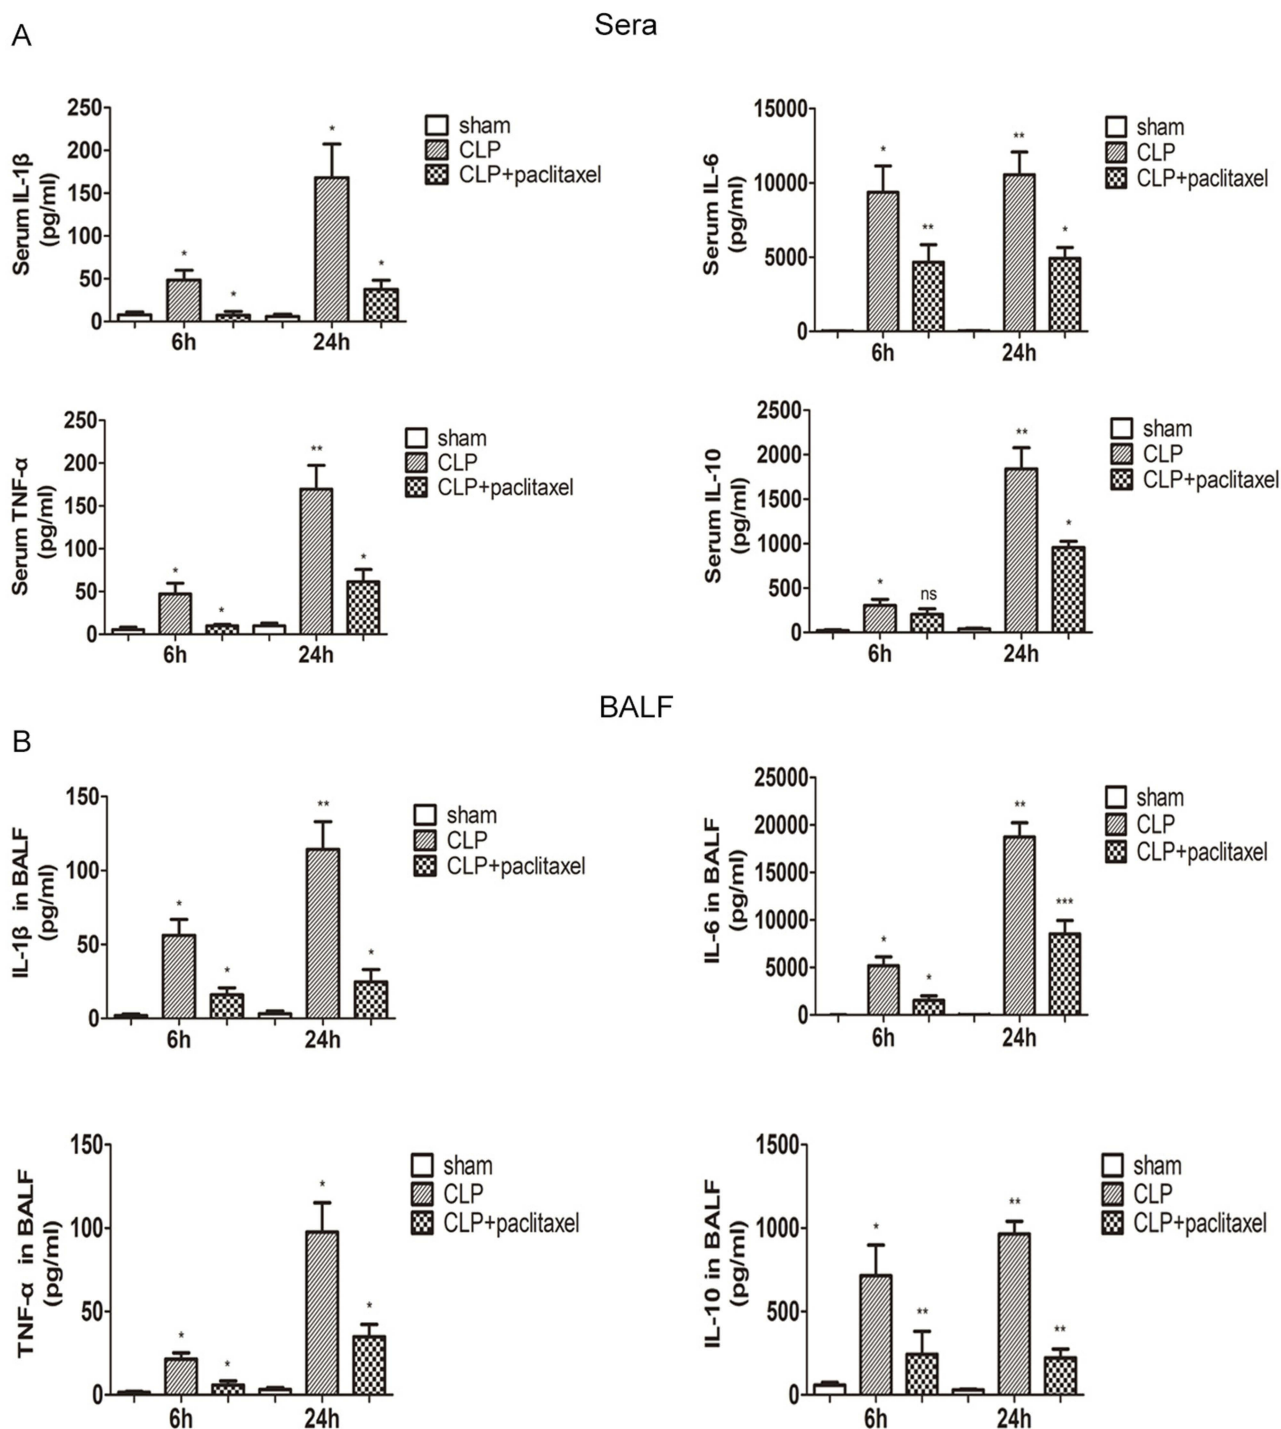 Sera
A
250
200
150
100
50
0
Serum IL-1β
(pg/ml)
*
*
*
*
6h
24h
sham
CLP
CLP+paclitaxel
15000
10000
5000
0
Serum IL-6
(pg/ml)
*
**
**
*
6h
24h
sham
CLP
CLP+paclitaxel
250
200
150
100
50
0
Serum TNF-α
(pg/ml)
*
*
**
*
6h
24h
sham
CLP
CLP+paclitaxel
2500
2000
1500
1000
500
0
Serum IL-10
(pg/ml)
*
ns
**
*
6h
24h
sham
CLP
CLP+paclitaxel
BALF
B
150
100
50
0
IL-1β in BALF
(pg/ml)
*
*
**
*
6h
24h
sham
CLP
CLP+paclitaxel
25000
20000
15000
10000
5000
0
IL-6 in BALF
(pg/ml)
*
*
**
***
6h
24h
sham
CLP
CLP+paclitaxel
150
100
50
0
TNF-α in BALF
(pg/ml)
*
*
*
*
6h
24h
sham
CLP
CLP+paclitaxel
1500
1000
500
0
IL-10 in BALF
(pg/ml)
*
**
**
**
6h
24h
sham
CLP
CLP+paclitaxel